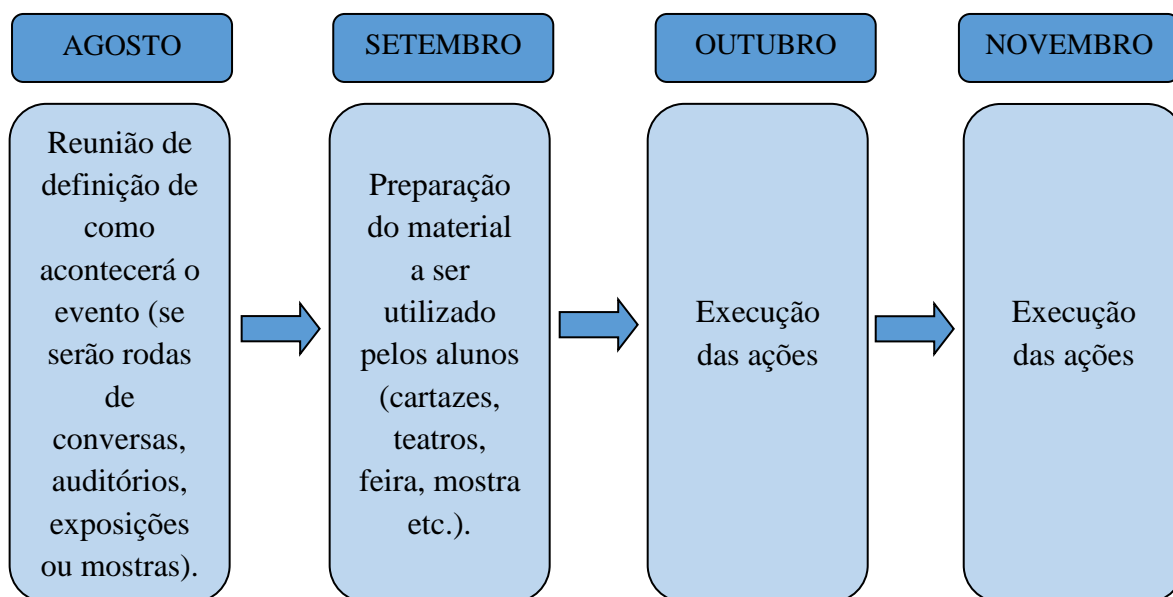 AGOSTO
SETEMBRO
OUTUBRO
NOVEMBRO
Reunião de
definição de
como
acontecerá o
evento (se
serão rodas
de
conversas,
auditórios,
exposições
ou mostras).
Preparação
do material
a ser
utilizado
pelos alunos
(cartazes,
teatros,
feira, mostra
etc.).
Execução
das ações
Execução
das ações